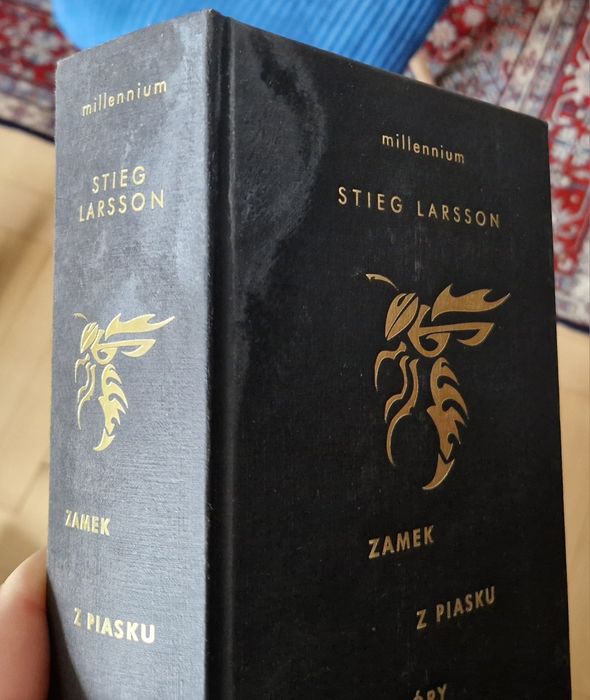 millennium
STIEG
LARSSON
ZAMEK
Z PIASKU
millennium
STIEG LARSSON
ZAMEK
Z PIASKU